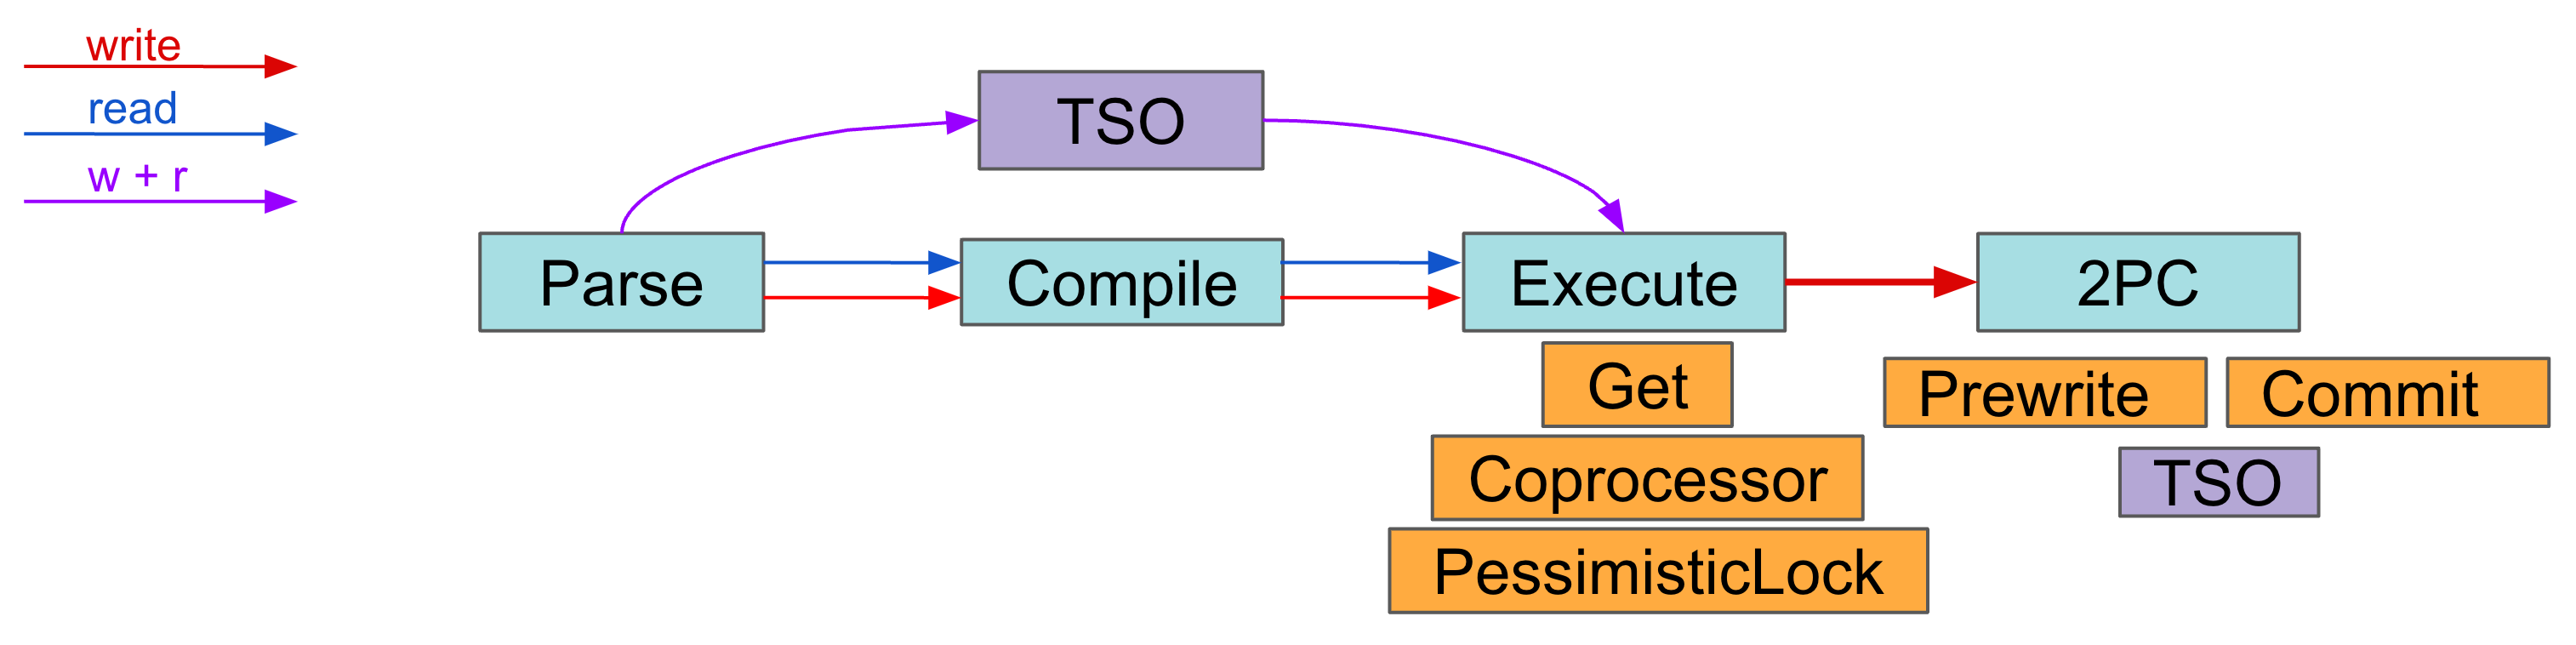 write
read
w + r
TSO
Parse
Compile
Execute
2PC
Get
Prewrite
Commit
Coprocessor
TSO
PessimisticLock